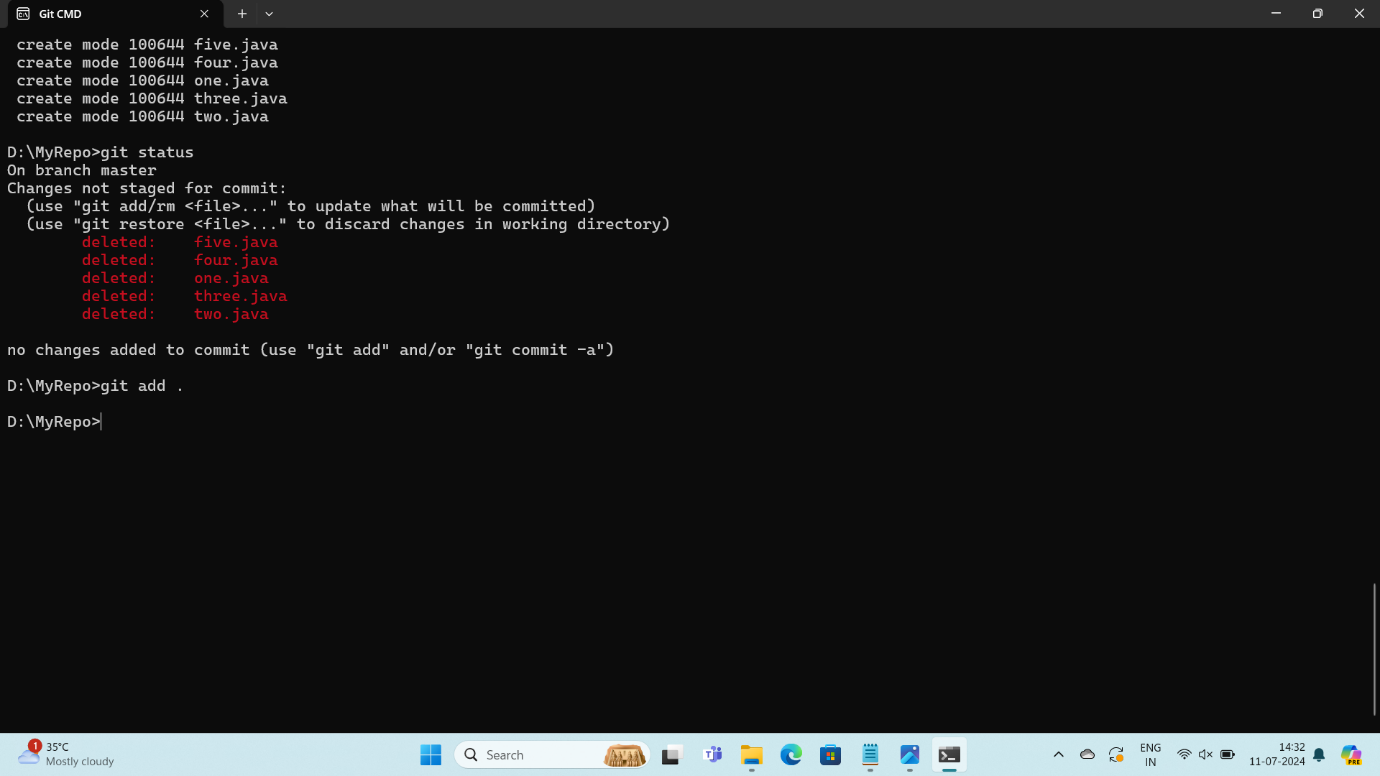 Git CMD
create mode 100644 five.java
create mode 100644 four.java
create mode 100644 one.java
create mode 100644 three.java
create mode 100644 two.java
D:\MyRepo>git status
On branch master
Changes not staged for commit:
(use "git add/rm <file>..." to update what will be committed)
(use "git restore <file>..." to discard changes in working directory)
deleted: five.java
deleted: four.java
deleted: one.java
deleted: three.java
deleted: two.java
no changes added to commit (use "git add" and/or "git commit -a")
D:\MyRepo>git add .
D:\MyRepo>
1
35°C
Mostly cloudy
Search
ENG
IN
14:32
11-07-2024
PRE